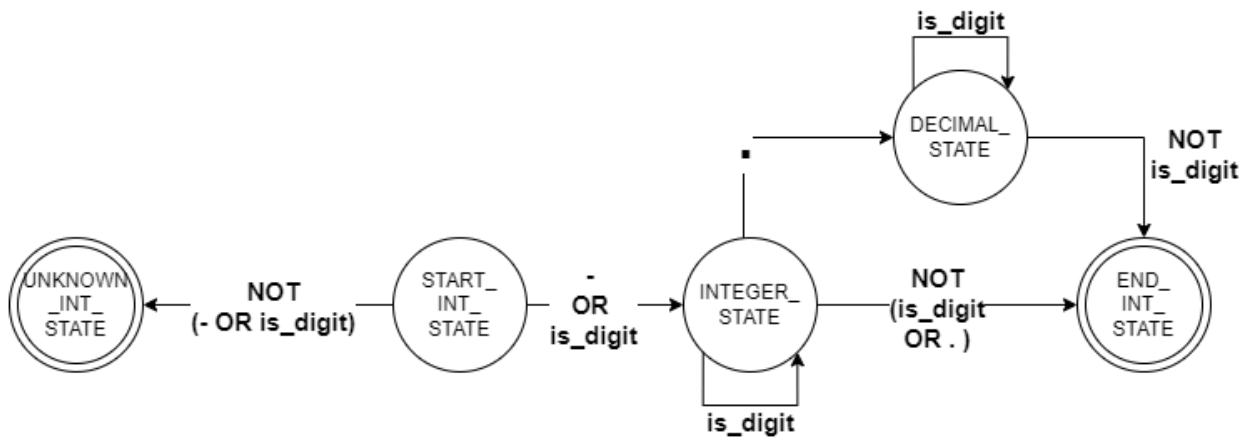 is_digit
DECIMAL_
STATE
NOT
is_digit
.
UNKNOWN
_INT_
STATE
NOT
(- OR is_digit)
START_
INT_
STATE
-
OR
is_digit
INTEGER_
STATE
NOT
(is_digit
OR . )
END_
INT_
STATE
is_digit